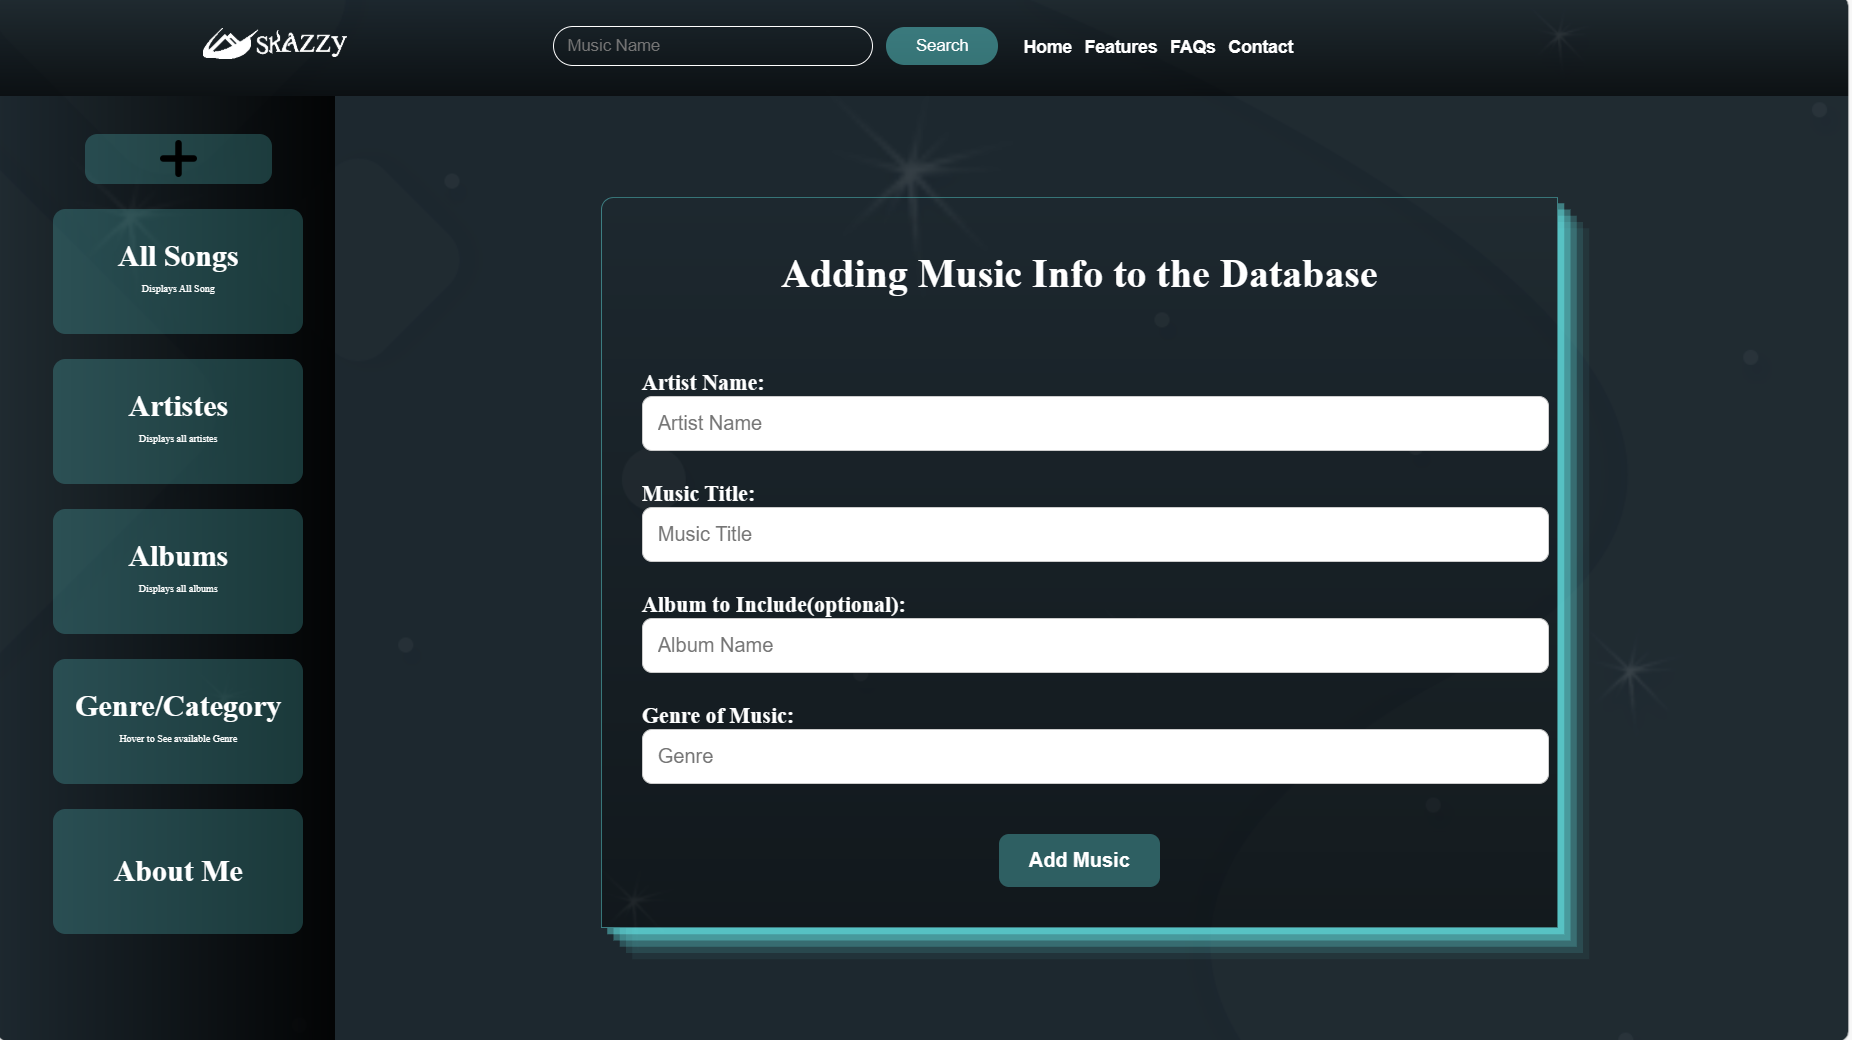 SKAZZY
Music Name
Search
Home Features FAQs Contact
All Songs
Displays All Song
Artistes
Displays all artistes
Albums
Displays all albums
Genre/Category
Hover to See available Genre
About Me
Adding Music Info to the Database
Artist Name:
Artist Name
Music Title:
Music Title
Album to Include(optional):
Album Name
Genre of Music:
Genre
Add Music